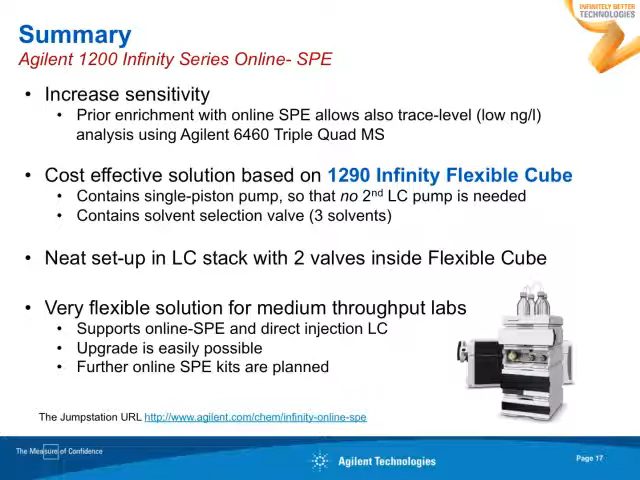 INFINITELY BETTER
TECHNOLOGIES
Summary
Agilent 1200 Infinity Series Online- SPE
• Increase sensitivity
• Prior enrichment with online SPE allows also trace-level (low ng/l)
analysis using Agilent 6460 Triple Quad MS
• Cost effective solution based on 1290 Infinity Flexible Cube
• Contains single-piston pump, so that no 2nd LC pump is needed
• Contains solvent selection valve (3 solvents)
• Neat set-up in LC stack with 2 valves inside Flexible Cube
• Very flexible solution for medium throughput labs
• Supports online-SPE and direct injection LC
• Upgrade is easily possible
• Further online SPE kits are planned
The Jumpstation URL http://www.agilent.com/chem/infinity-online-spe
The Measure of Confidence
Agilent Technologies
Page 17